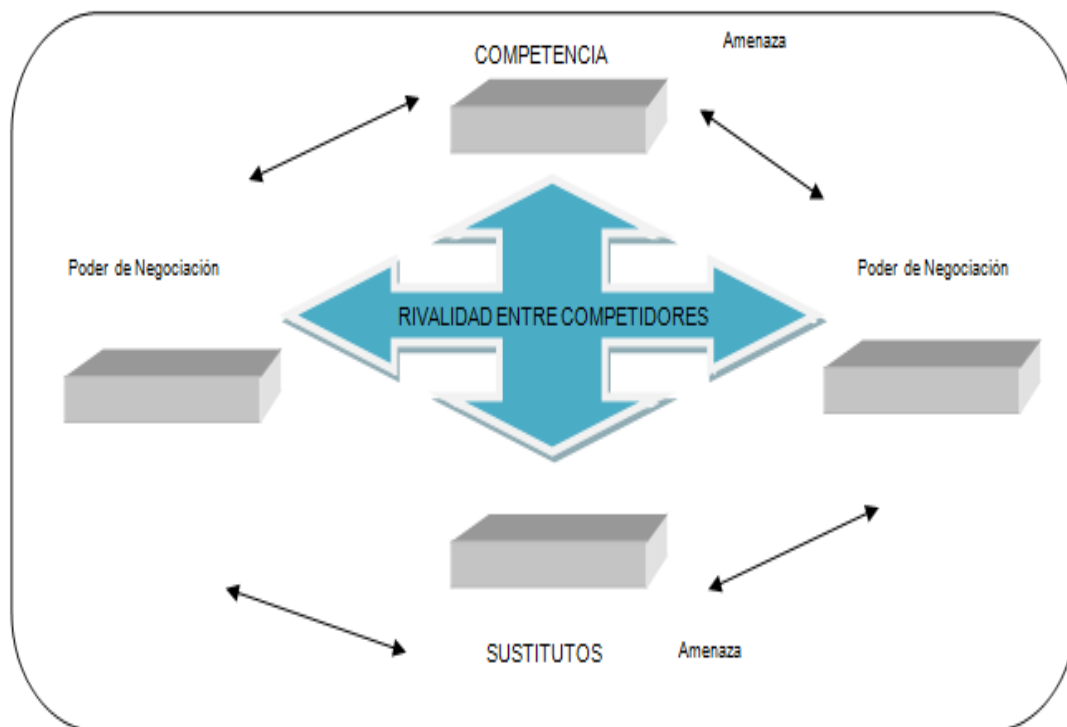 Amenaza
COMPETENCIA
Poder de Negociación
Poder de Negociación
RIVALIDAD ENTRE COMPETIDORES
SUSTITUTOS
Amenaza